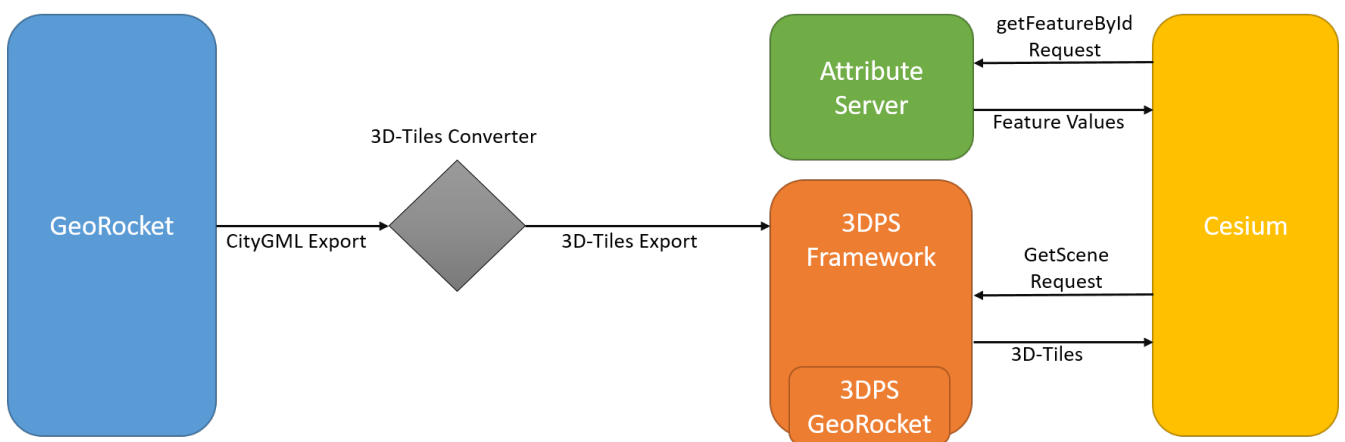 GeoRocket
CityGML Export
3D-Tiles Converter
3D-Tiles Export
Attribute
Server
3DPS
Framework
3DPS
GeoRocket
getFeatureById
Request
Feature Values
GetScene
Request
3D-Tiles
Cesium